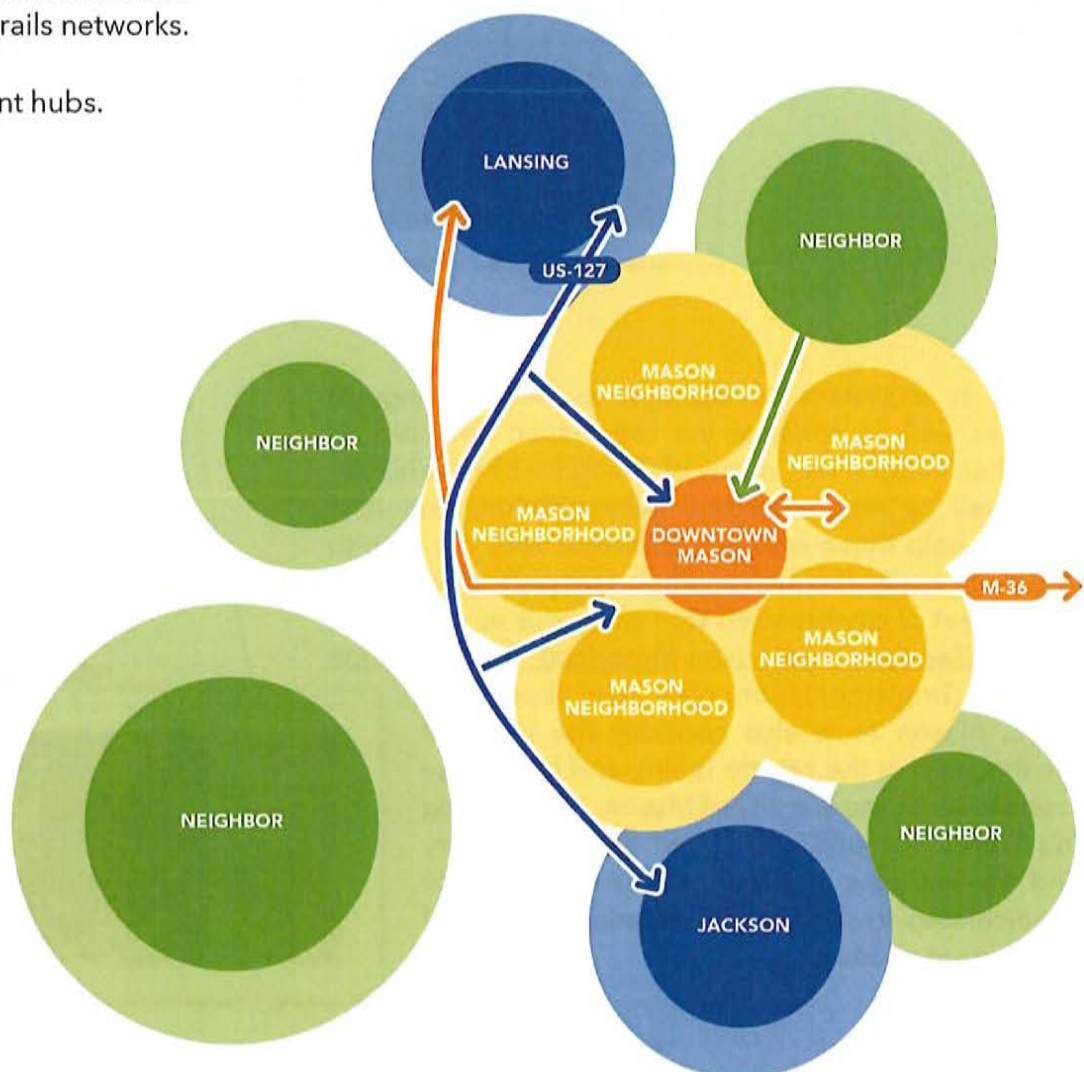 rails networks.
nt hubs.
LANSING
NEIGHBOR
US-127
MASON
NEIGHBORHOOD
NEIGHBOR
MASON
NEIGHBORHOOD
MASON
NEIGHBORHOOD
DOWNTOWN
MASON
M-36
MASON
NEIGHBORHOOD
MASON
NEIGHBORHOOD
NEIGHBOR
NEIGHBOR
JACKSON